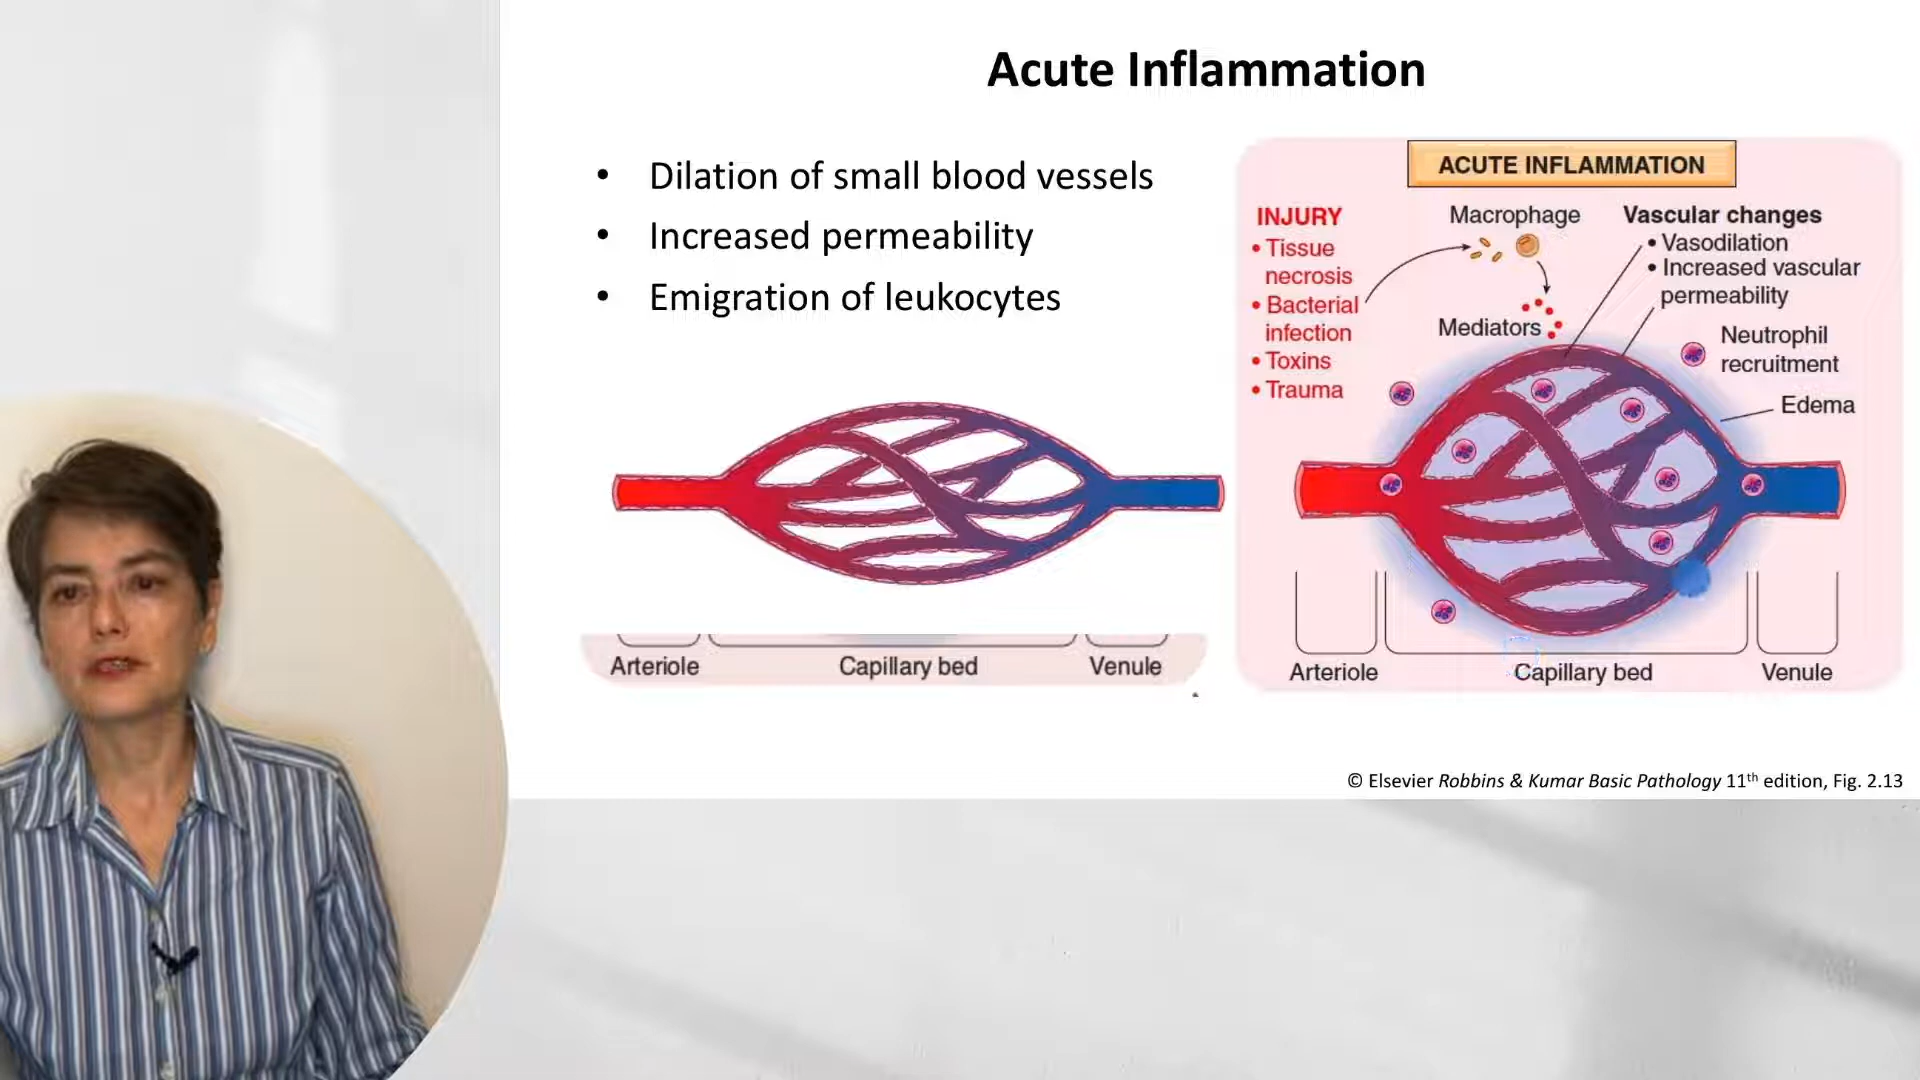 Acute Inflammation
• Dilation of small blood vessels
• Increased permeability
• Emigration of leukocytes
Arteriole
Capillary bed
Venule
ACUTE INFLAMMATION
INJURY
• Tissue
necrosis
• Bacterial
infection
• Toxins
• Trauma
Macrophage
Mediators
Vascular changes
• Vasodilation
• Increased vascular
permeability
Neutrophil
recruitment
Edema
Arteriole
Capillary bed
Venule
© Elsevier Robbins & Kumar Basic Pathology 11th edition, Fig. 2.13